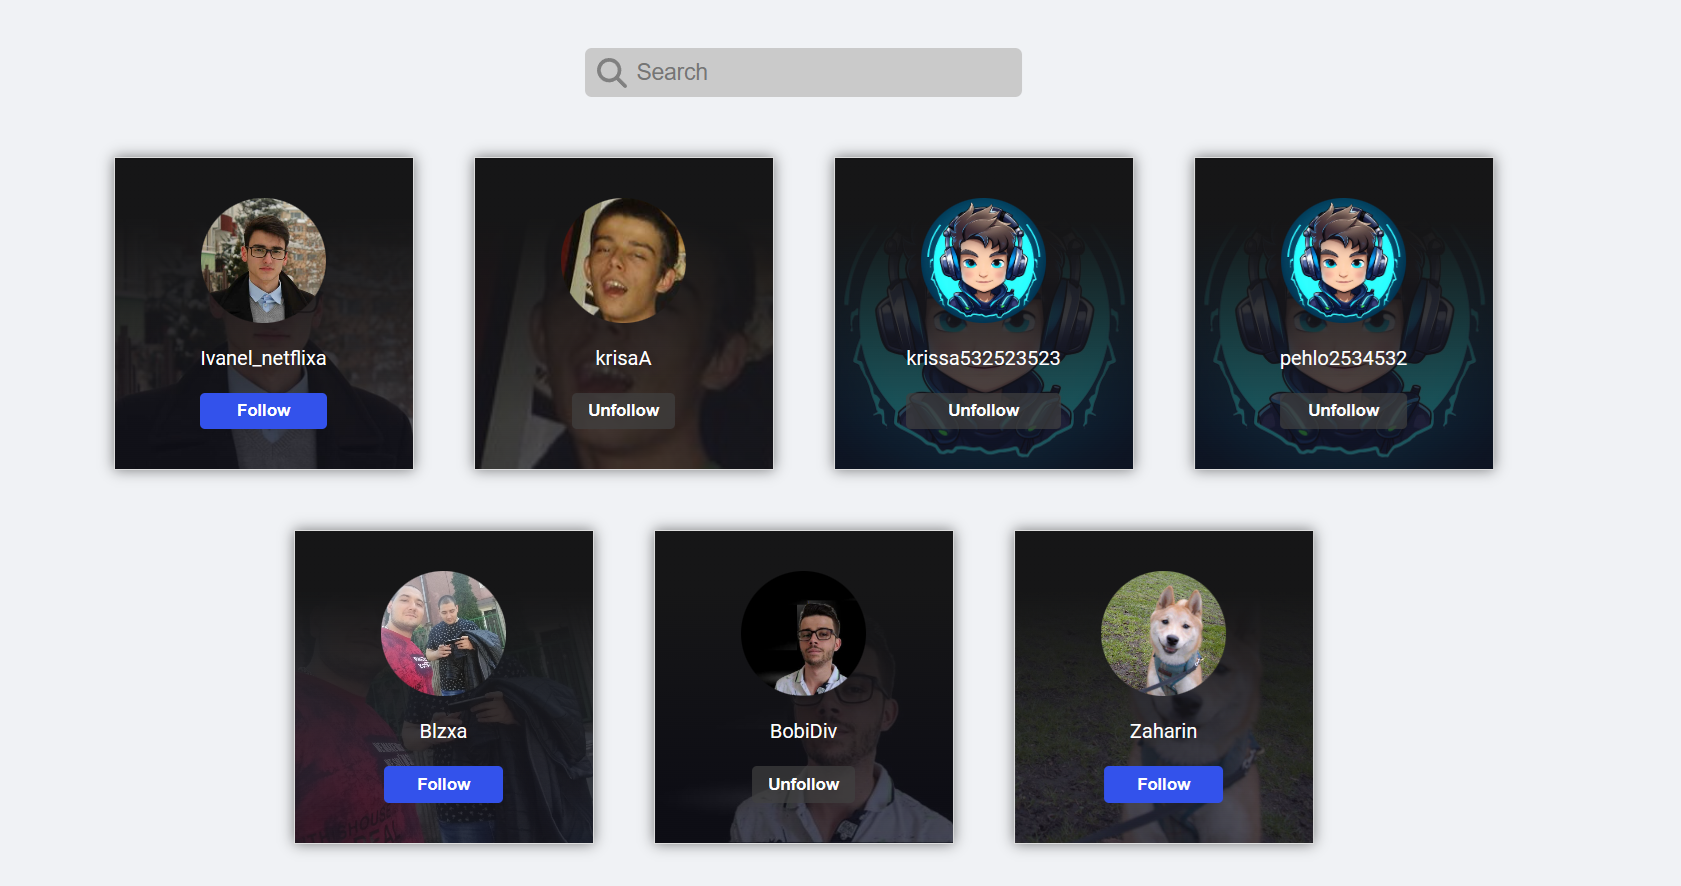 Search
Ivanel_netflixa
Follow
krisaA
Unfollow
krissa532523523
Unfollow
pehlo2534532
Unfollow
Blzxa
Follow
BobiDiv
Unfollow
Zaharin
Follow